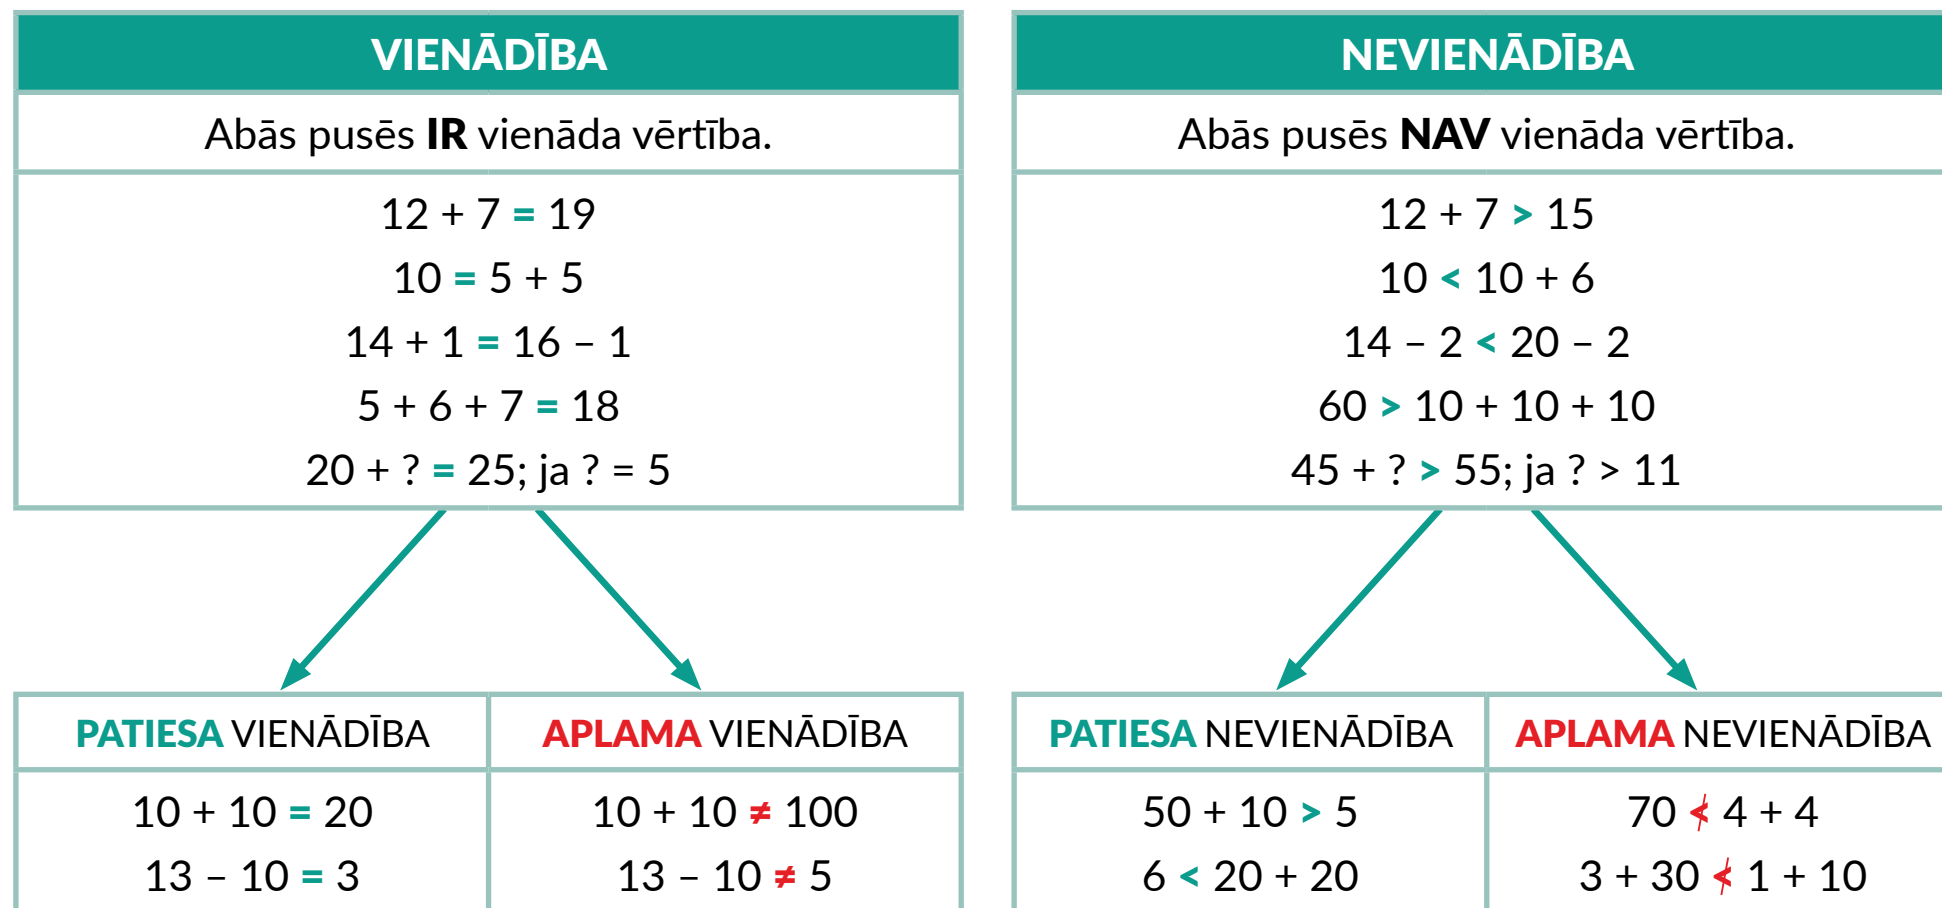 VIENĀDĪBA
Abās pusēs IR vienāda vērtība.
12 + 7 = 19
10 = 5 + 5
14 + 1 = 16 – 1
5 + 6 + 7 = 18
20 + ? = 25; ja ? = 5
PATIESA VIENĀDĪBA
10 + 10 = 20
13 – 10 = 3
APLAMA VIENĀDĪBA
10 + 10 ≠ 100
13 – 10 ≠ 5
NEVIENĀDĪBA
Abās pusēs NAV vienāda vērtība.
12 + 7 > 15
10 < 10 + 6
14 – 2 < 20 – 2
60 > 10 + 10 + 10
45 + ? > 55; ja ? > 11
PATIESA NEVIENĀDĪBA
50 + 10 > 5
6 < 20 + 20
APLAMA NEVIENĀDĪBA
70 ≮ 4 + 4
3 + 30 ≮ 1 + 10